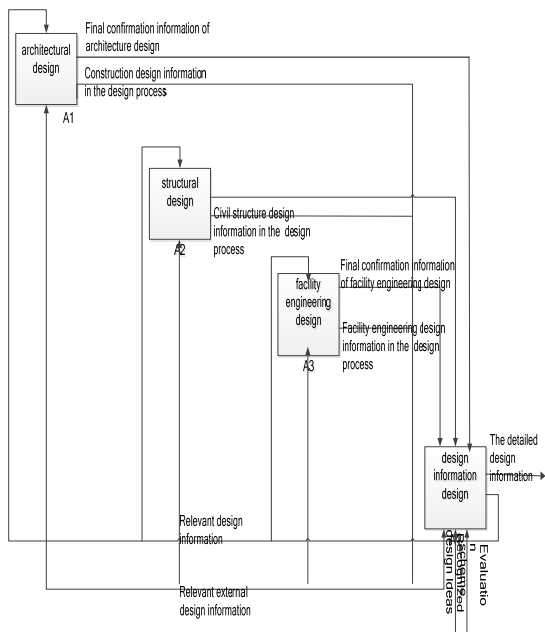 Final confirmation information of
architecture design
architectural
design
Construction design information
in the design process
A1
structural
design
Civil structure design
information in the design
process
A2
Final confirmation information
of facility engineering design
facility
engineering
design
Facility engineering design
information in the design
process
A3
The detailed
design
information
design
information
design
Relevant design
information
Relevant external
design information
design ideas
Evaluatio
n